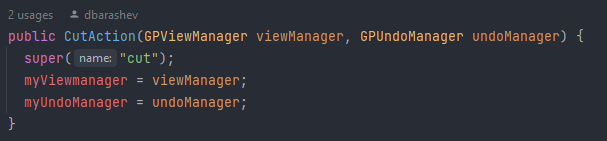 2 usages dbarashev
public CutAction(GPViewManager viewManager, GPUndoManager undoManager) {
super( name: "cut");
myViewmanager = viewManager;
myUndoManager = undoManager;
}